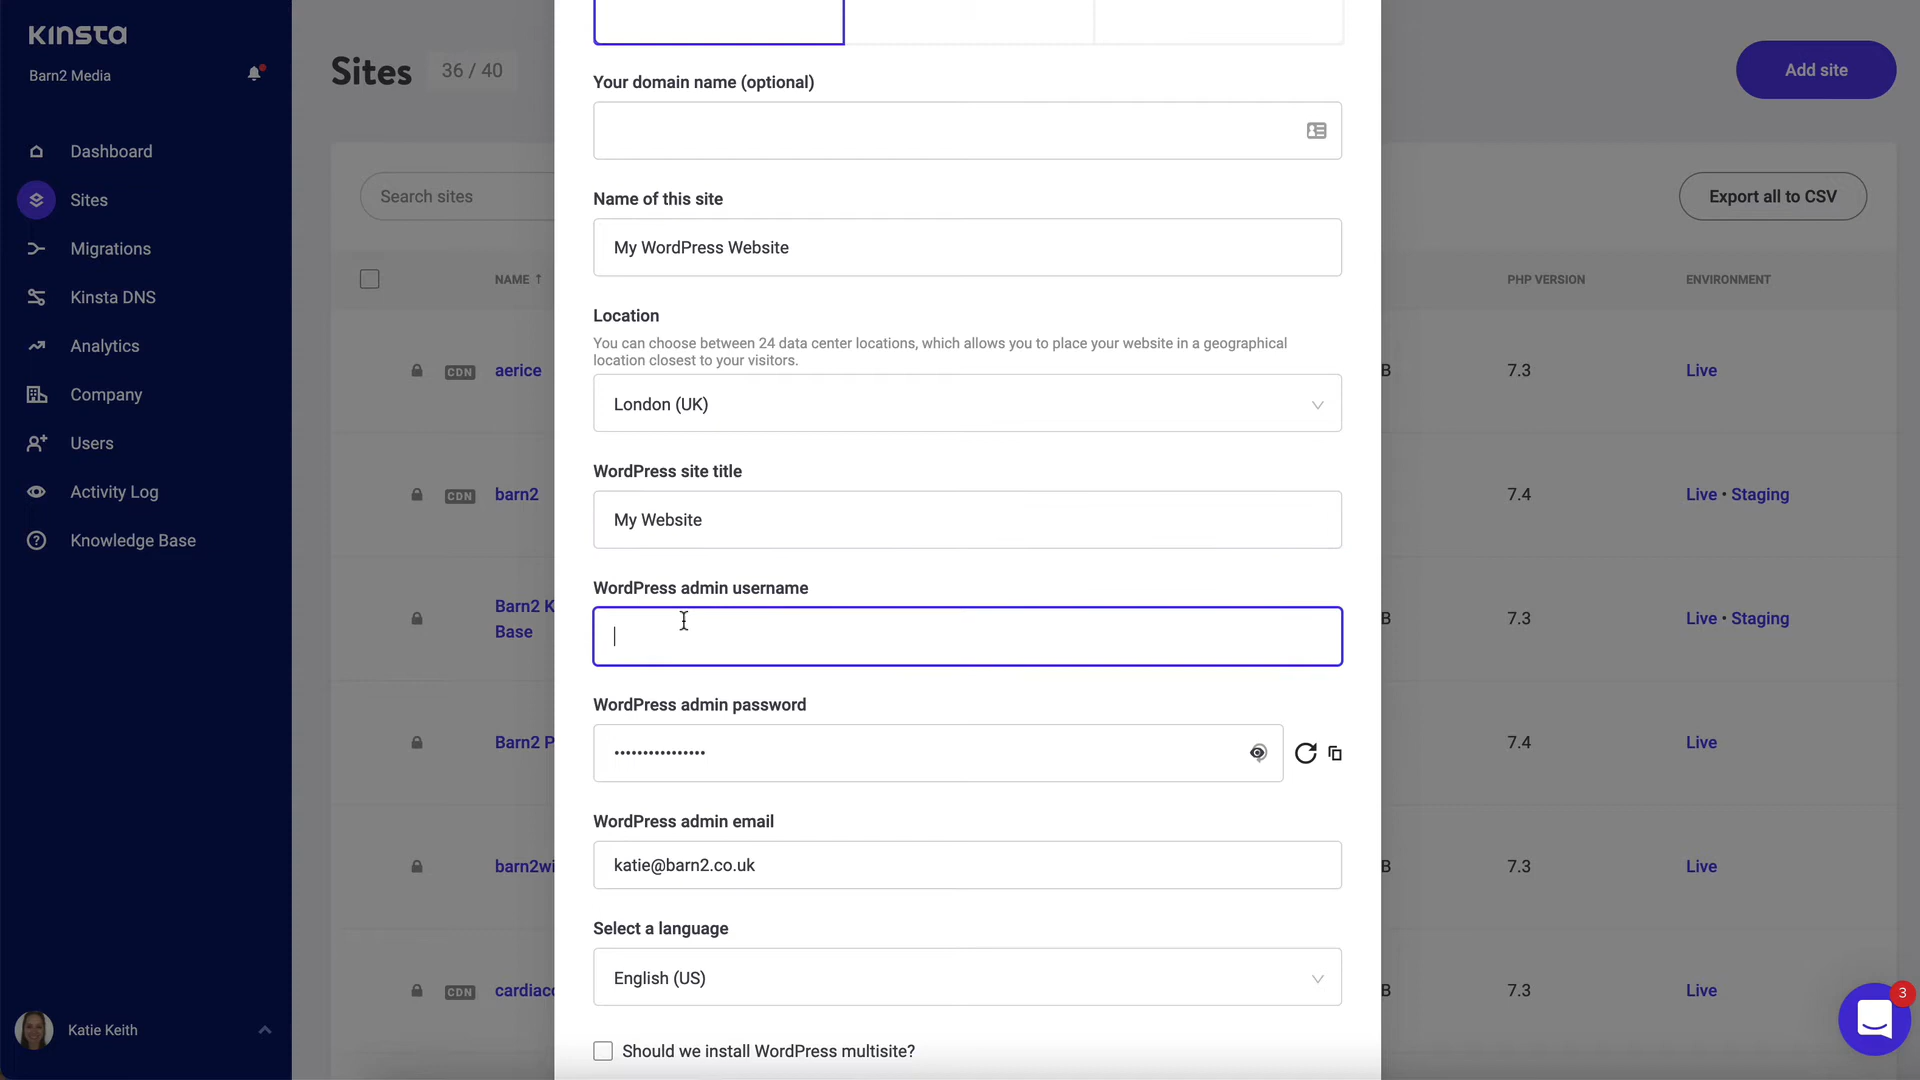 Kinsta
Barn2 Media
Dashboard
Sites
Migrations
Kinsta DNS
Analytics
Company
Users
Activity Log
Knowledge Base
Katie Keith
Sites 36 / 40
Add site
Search sites
Export all to CSV
NAME ↑ PHP VERSION ENVIRONMENT
CDN aerice B 7.3 Live
CDN barn2 7.4 Live • Staging
Barn2 K B 7.3 Live • Staging
Base
Barn2 P 7.4 Live
barn2wi B 7.3 Live
CDN cardiac B 7.3 Live
Your domain name (optional)
Name of this site
My WordPress Website
Location
You can choose between 24 data center locations, which allows you to place your website in a geographical
location closest to your visitors.
London (UK)
WordPress site title
My Website
WordPress admin username
WordPress admin password
••••••••••••••••
WordPress admin email
katie@barn2.co.uk
Select a language
English (US)
Should we install WordPress multisite?
3